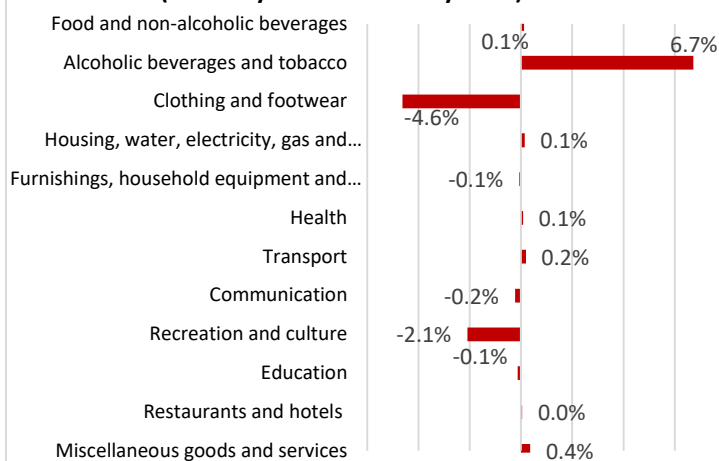 Food and non-alcoholic beverages
0.1%
6.7%
Alcoholic beverages and tobacco
Clothing and footwear
-4.6%
Housing, water, electricity, gas and...
0.1%
Furnishings, household equipment and...
-0.1%
Health
0.1%
Transport
0.2%
Communication
-0.2%
Recreation and culture
-2.1%
-0.1%
Education
Restaurants and hotels
0.0%
Miscellaneous goods and services
0.4%